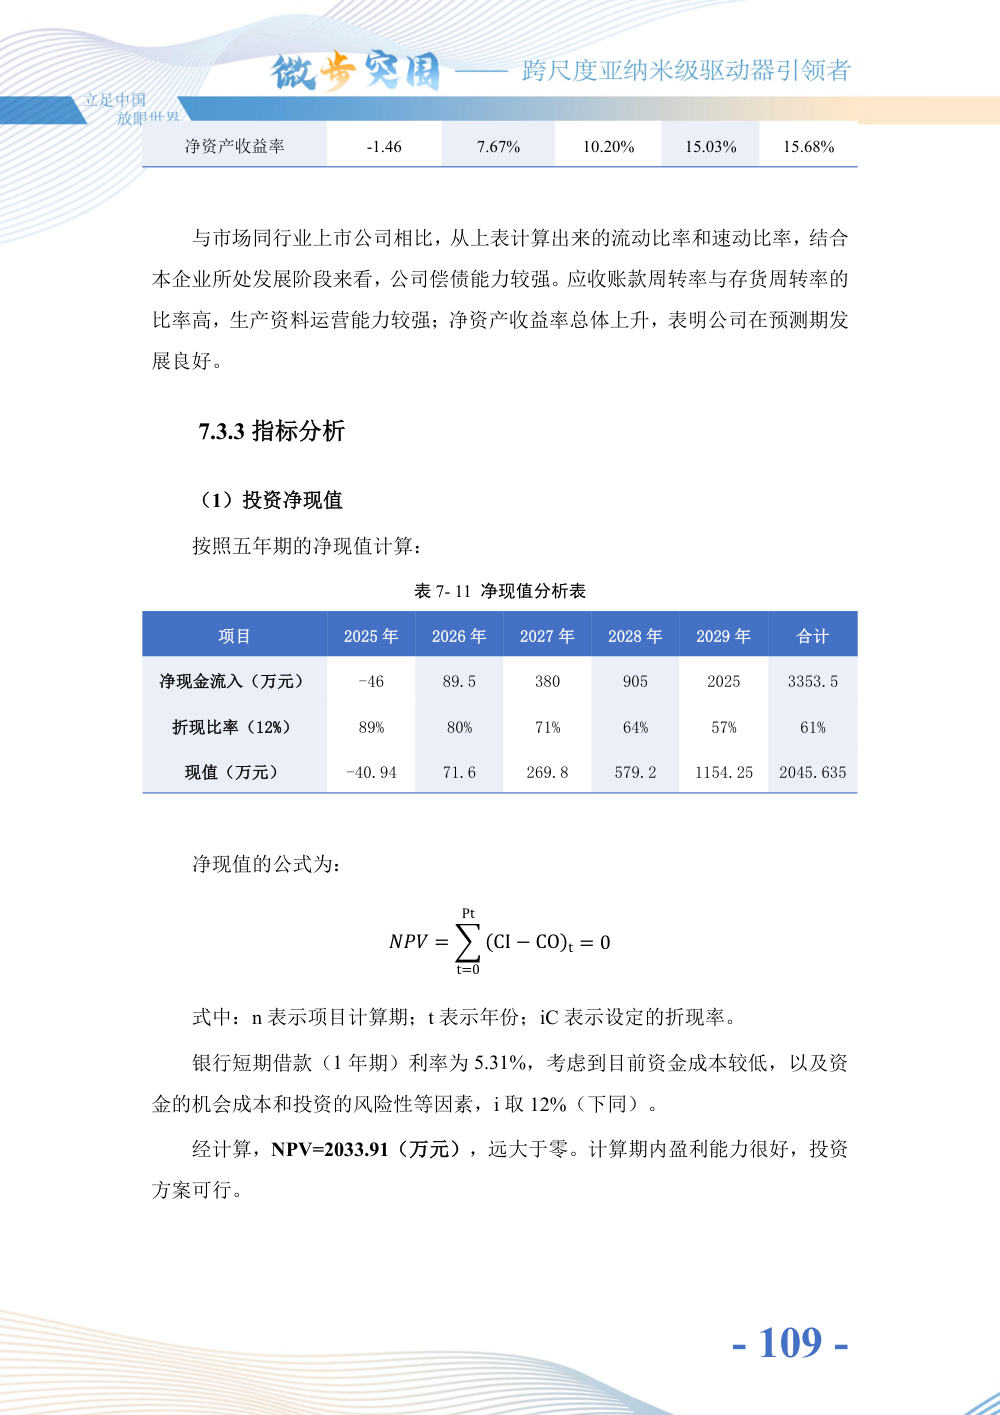 微步突围 —— 跨尺度亚纳米级驱动器引领者
立足中国
放眼世界
净资产收益率 -1.46 7.67% 10.20% 15.03% 15.68%
与市场同行业上市公司相比，从上表计算出来的流动比率和速动比率，结合
本企业所处发展阶段来看，公司偿债能力较强。应收账款周转率与存货周转率的
比率高，生产资料运营能力较强；净资产收益率总体上升，表明公司在预测期发
展良好。
7.3.3 指标分析
（1）投资净现值
按照五年期的净现值计算：
表 7- 11 净现值分析表
项目 2025 年 2026 年 2027 年 2028 年 2029 年 合计
净现金流入（万元） -46 89.5 380 905 2025 3353.5
折现比率（12%） 89% 80% 71% 64% 57% 61%
现值（万元） -40.94 71.6 269.8 579.2 1154.25 2045.635
净现值的公式为：
Pt
NPV = ∑ (CI − CO)t = 0
t=0
式中：n 表示项目计算期；t 表示年份；iC 表示设定的折现率。
银行短期借款（1 年期）利率为 5.31%，考虑到目前资金成本较低，以及资
金的机会成本和投资的风险性等因素，i 取 12%（下同）。
经计算，NPV=2033.91（万元），远大于零。计算期内盈利能力很好，投资
方案可行。
- 109 -